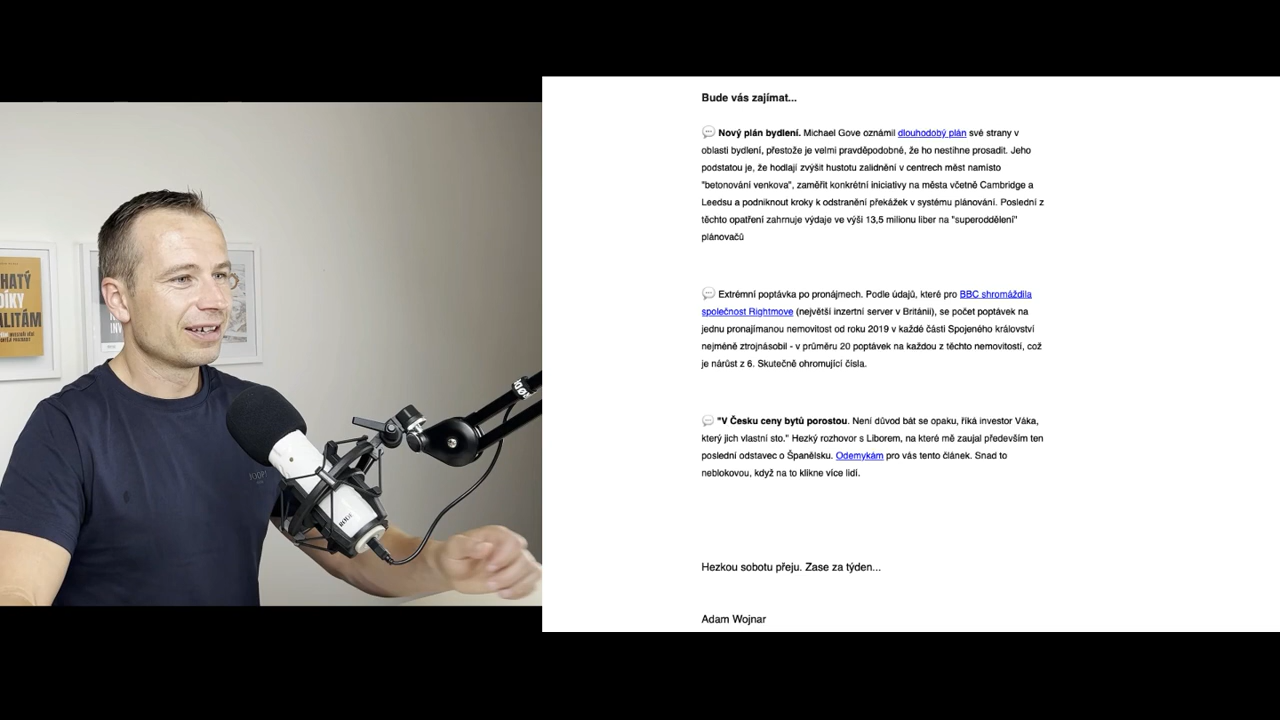 HATÝ
DÍKY
ALITÁM
INV
JOOP!
RODE
Bude vás zajímat...
💬 Nový plán bydlení. Michael Gove oznámil dlouhodobý plán své strany v
oblasti bydlení, přestože je velmi pravděpodobné, že ho nestihne prosadit. Jeho
podstatou je, že hodlají zvýšit hustotu zalidnění v centrech měst namísto
"betonování venkova", zaměřit konkrétní iniciativy na města včetně Cambridge a
Leedsu a podniknout kroky k odstranění překážek v systému plánování. Poslední z
těchto opatření zahrnuje výdaje ve výši 13,5 milionu liber na "superoddělení"
plánovačů
💬 Extrémní poptávka po pronájmech. Podle údajů, které pro BBC shromáždila
společnost Rightmove (největší inzertní server v Británii), se počet poptávek na
jednu pronajímanou nemovitost od roku 2019 v každé části Spojeného království
nejméně ztrojnásobil - v průměru 20 poptávek na každou z těchto nemovitostí, což
je nárůst z 6. Skutečně ohromující čísla.
💬 "V Česku ceny bytů porostou. Není důvod bát se opaku, říká investor Váka,
který jich vlastní sto." Hezký rozhovor s Liborem, na které mě zaujal především ten
poslední odstavec o Španělsku. Odemykám pro vás tento článek. Snad to
neblokovou, když na to klikne více lidí.
Hezkou sobotu přeju. Zase za týden...
Adam Wojnar